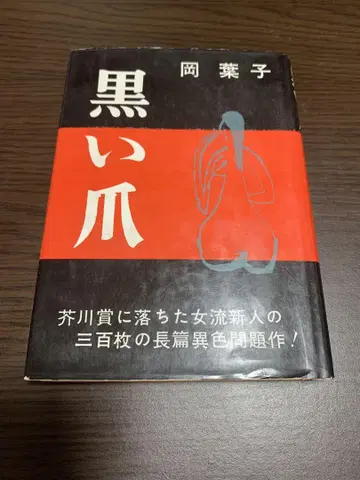 岡葉子
黒い爪
芥川賞に落ちた女流新人の
三百枚の長篇異色問題作!